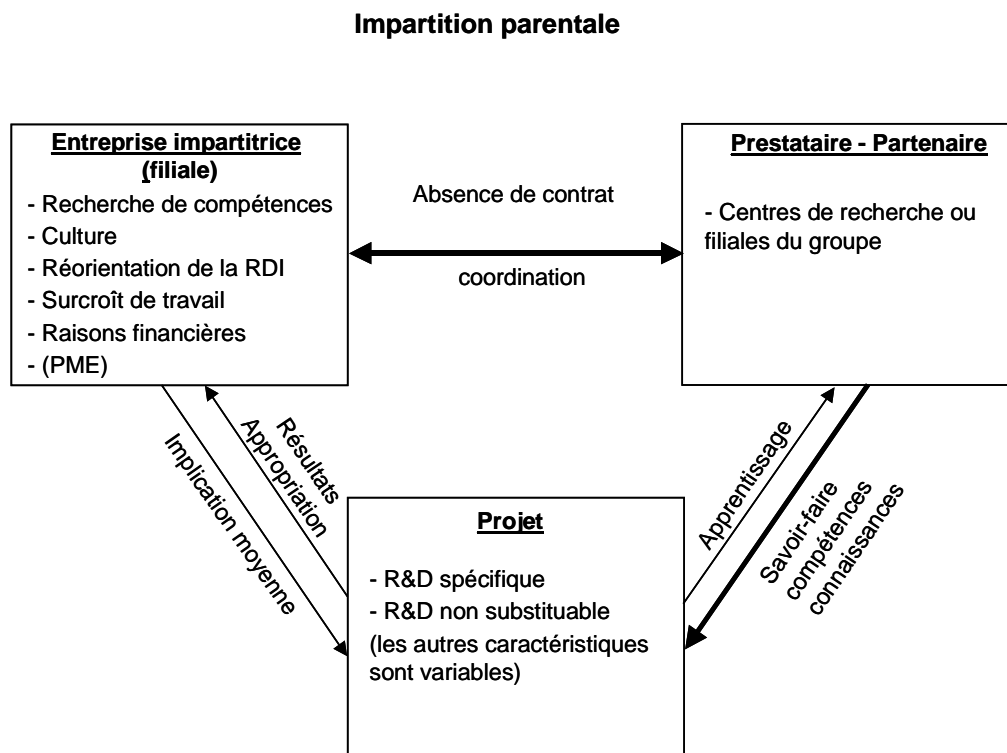 Impartition parentale
Entreprise impartitrice
(filiale)
- Recherche de compétences
- Culture
- Réorientation de la RDI
- Surcroît de travail
- Raisons financières
- (PME)
Absence de contrat
coordination
Prestataire - Partenaire
- Centres de recherche ou
filiales du groupe
Implication moyenne
Résultats
Appropriation
Projet
- R&D spécifique
- R&D non substituable
(les autres caractéristiques
sont variables)
Apprentissage
Savoir-faire
compétences
connaissances